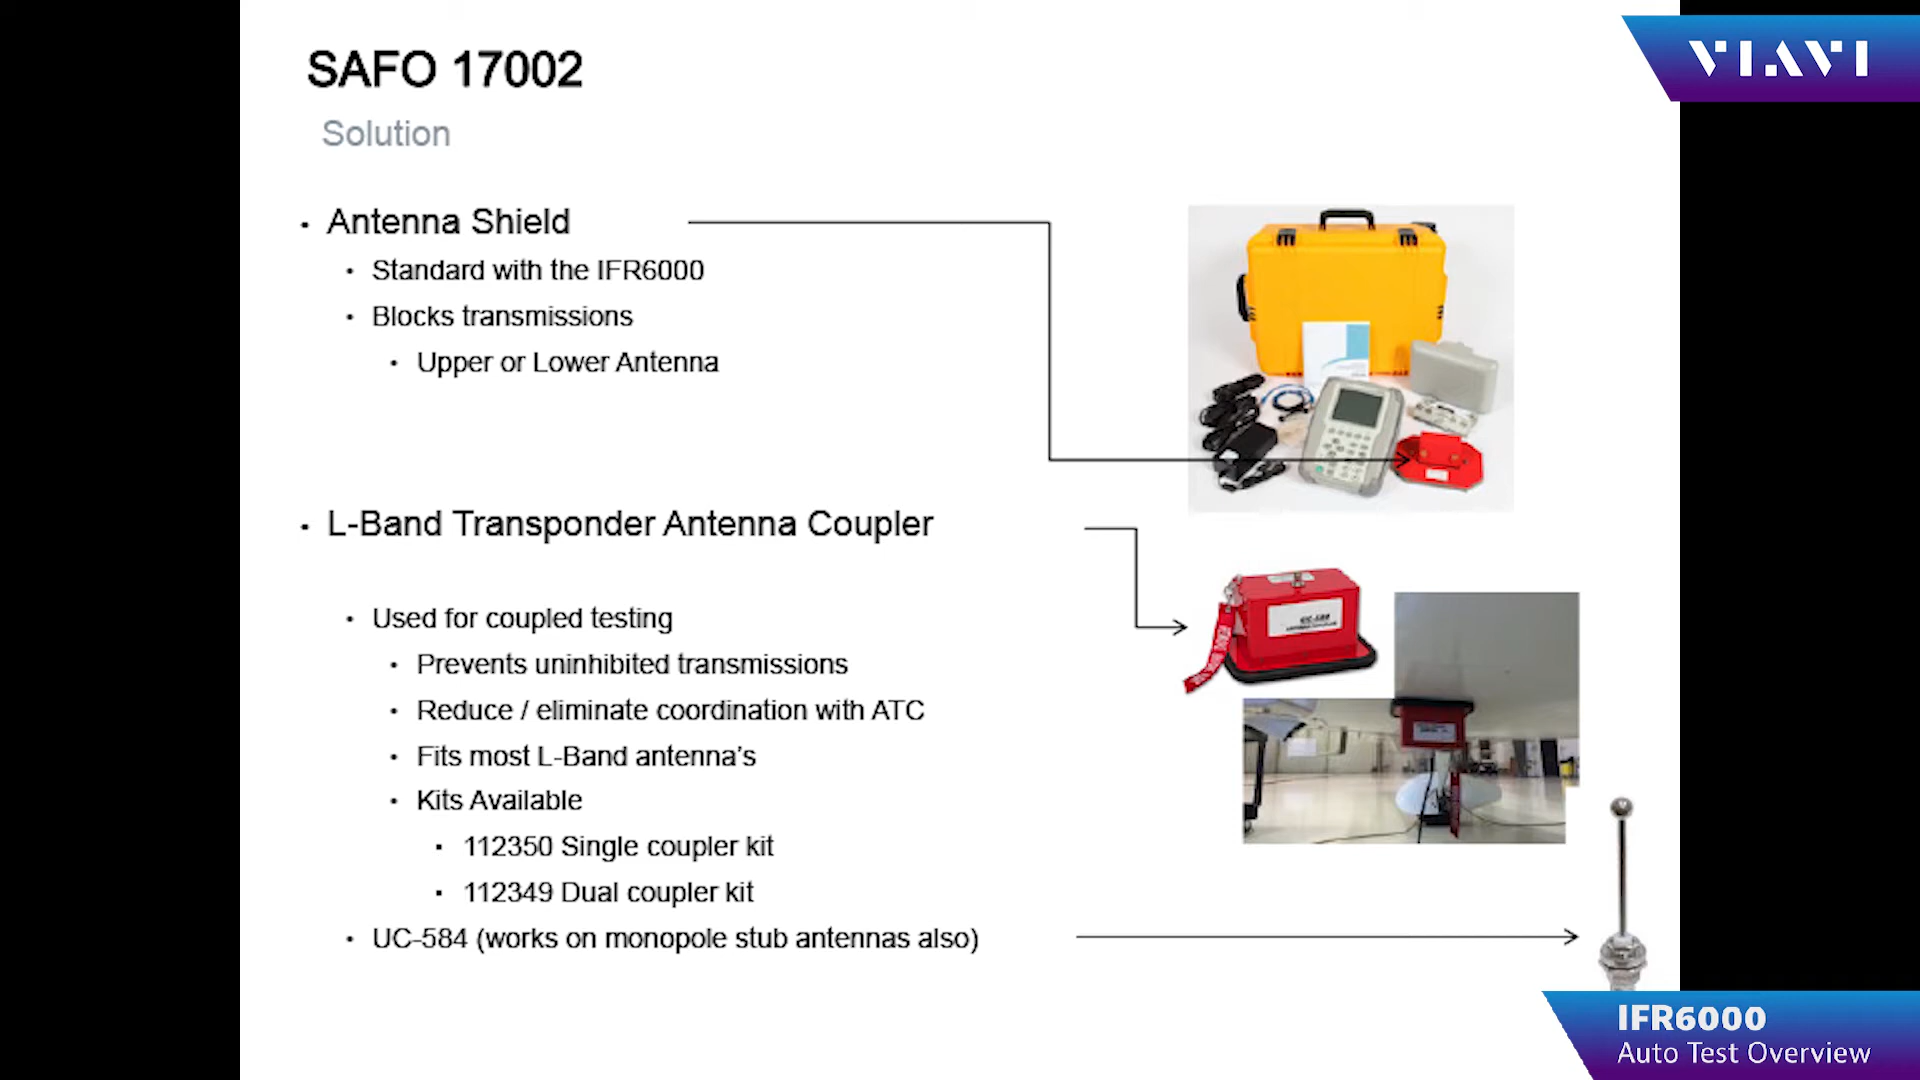 VIAVI
SAFO 17002
Solution
Antenna Shield
Standard with the IFR6000
Blocks transmissions
Upper or Lower Antenna
L-Band Transponder Antenna Coupler
Used for coupled testing
Prevents uninhibited transmissions
Reduce / eliminate coordination with ATC
Fits most L-Band antenna's
Kits Available
112350 Single coupler kit
112349 Dual coupler kit
UC-584 (works on monopole stub antennas also)
UC-584
IFR6000
Auto Test Overview